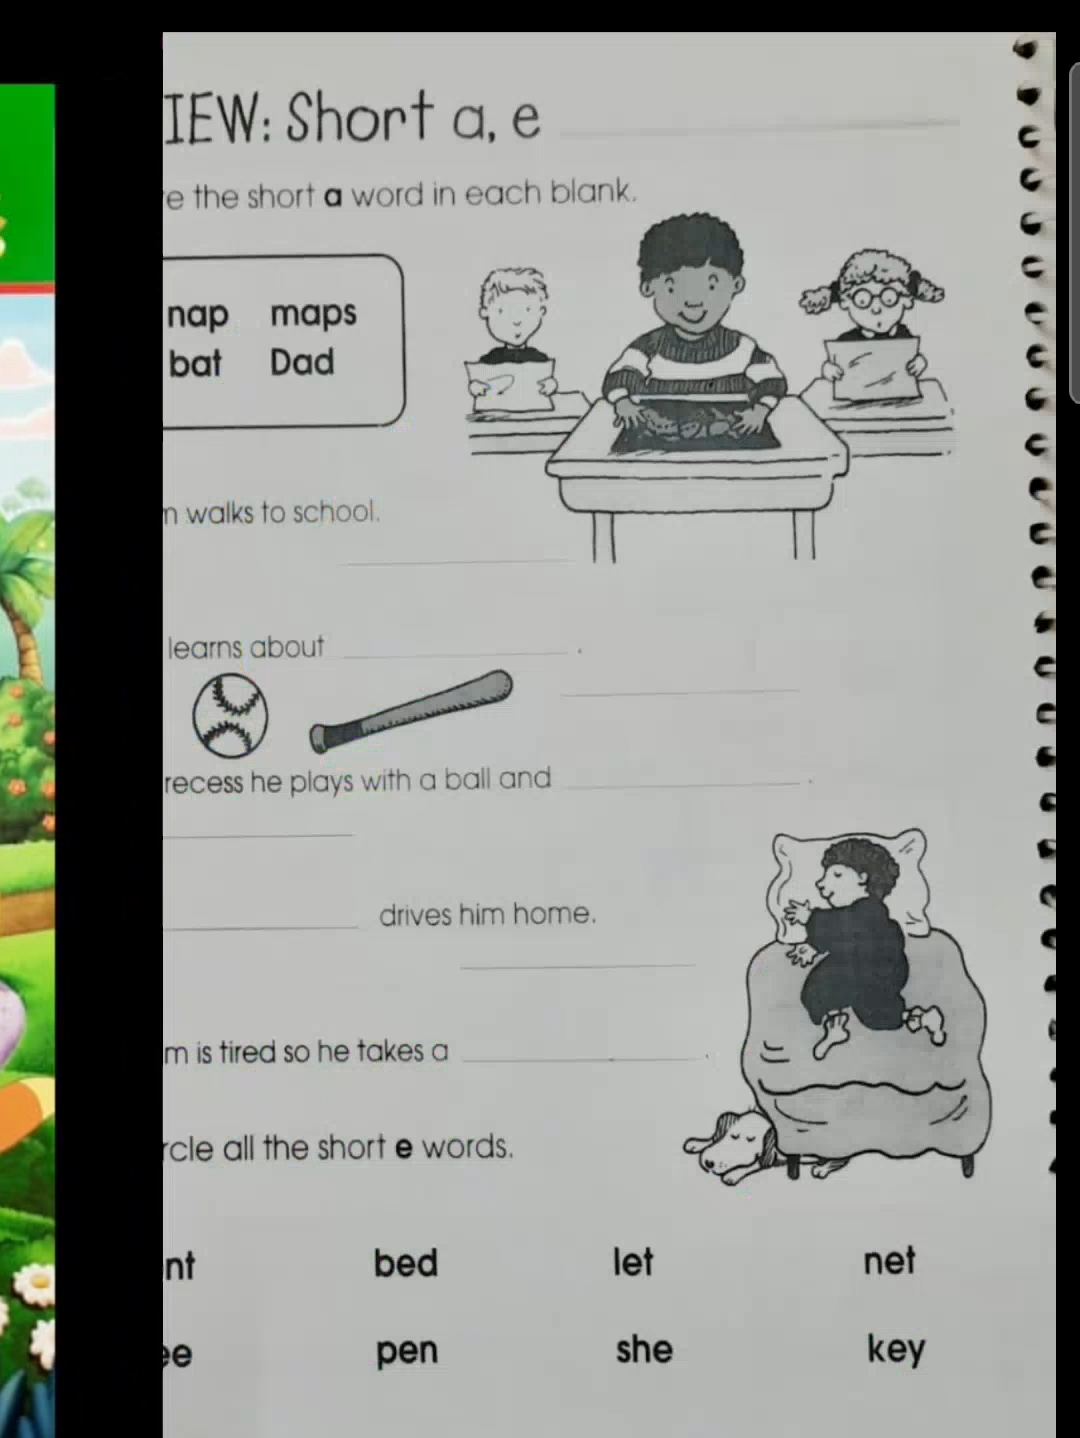 IEW: Short a, e
the short a word in each blank.
nap maps
bat Dad
walks to school.
learns about .
recess he plays with a ball and .
drives him home.
is tired so he takes a .
all the short e words.
nt bed let net
ee pen she key